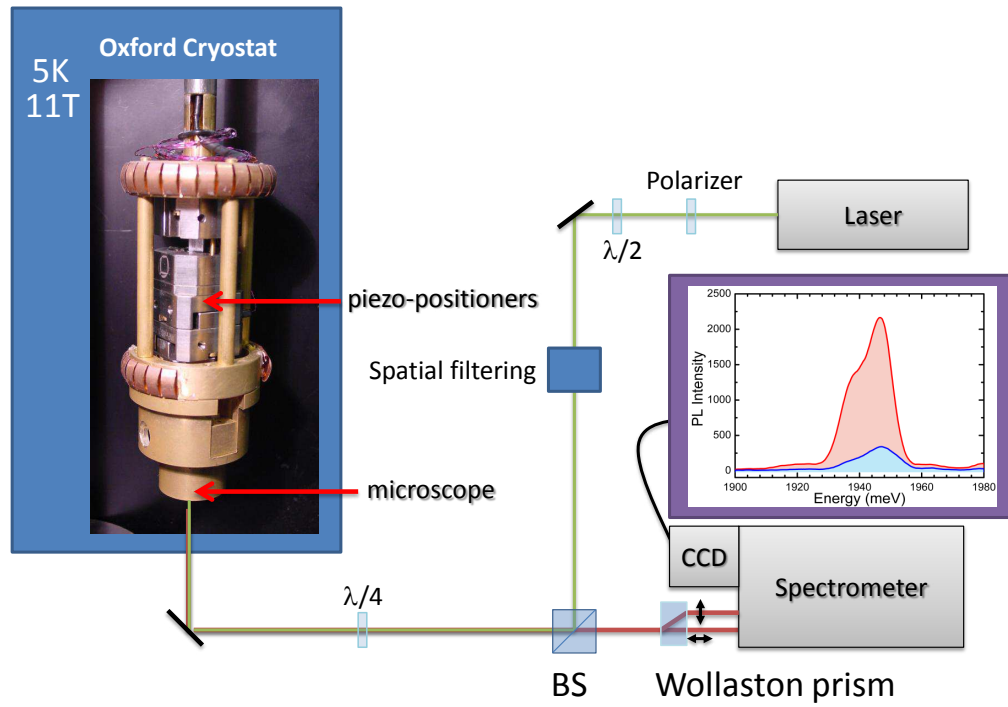 Oxford Cryostat
5K
11T
Polarizer
Laser
λ/2
piezo-positioners
Spatial filtering
microscope
2500
2000
1500
1000
500
0
PL Intensity
1900
1920
1940
1960
1980
Energy (meV)
CCD
Spectrometer
λ/4
BS
Wollaston prism